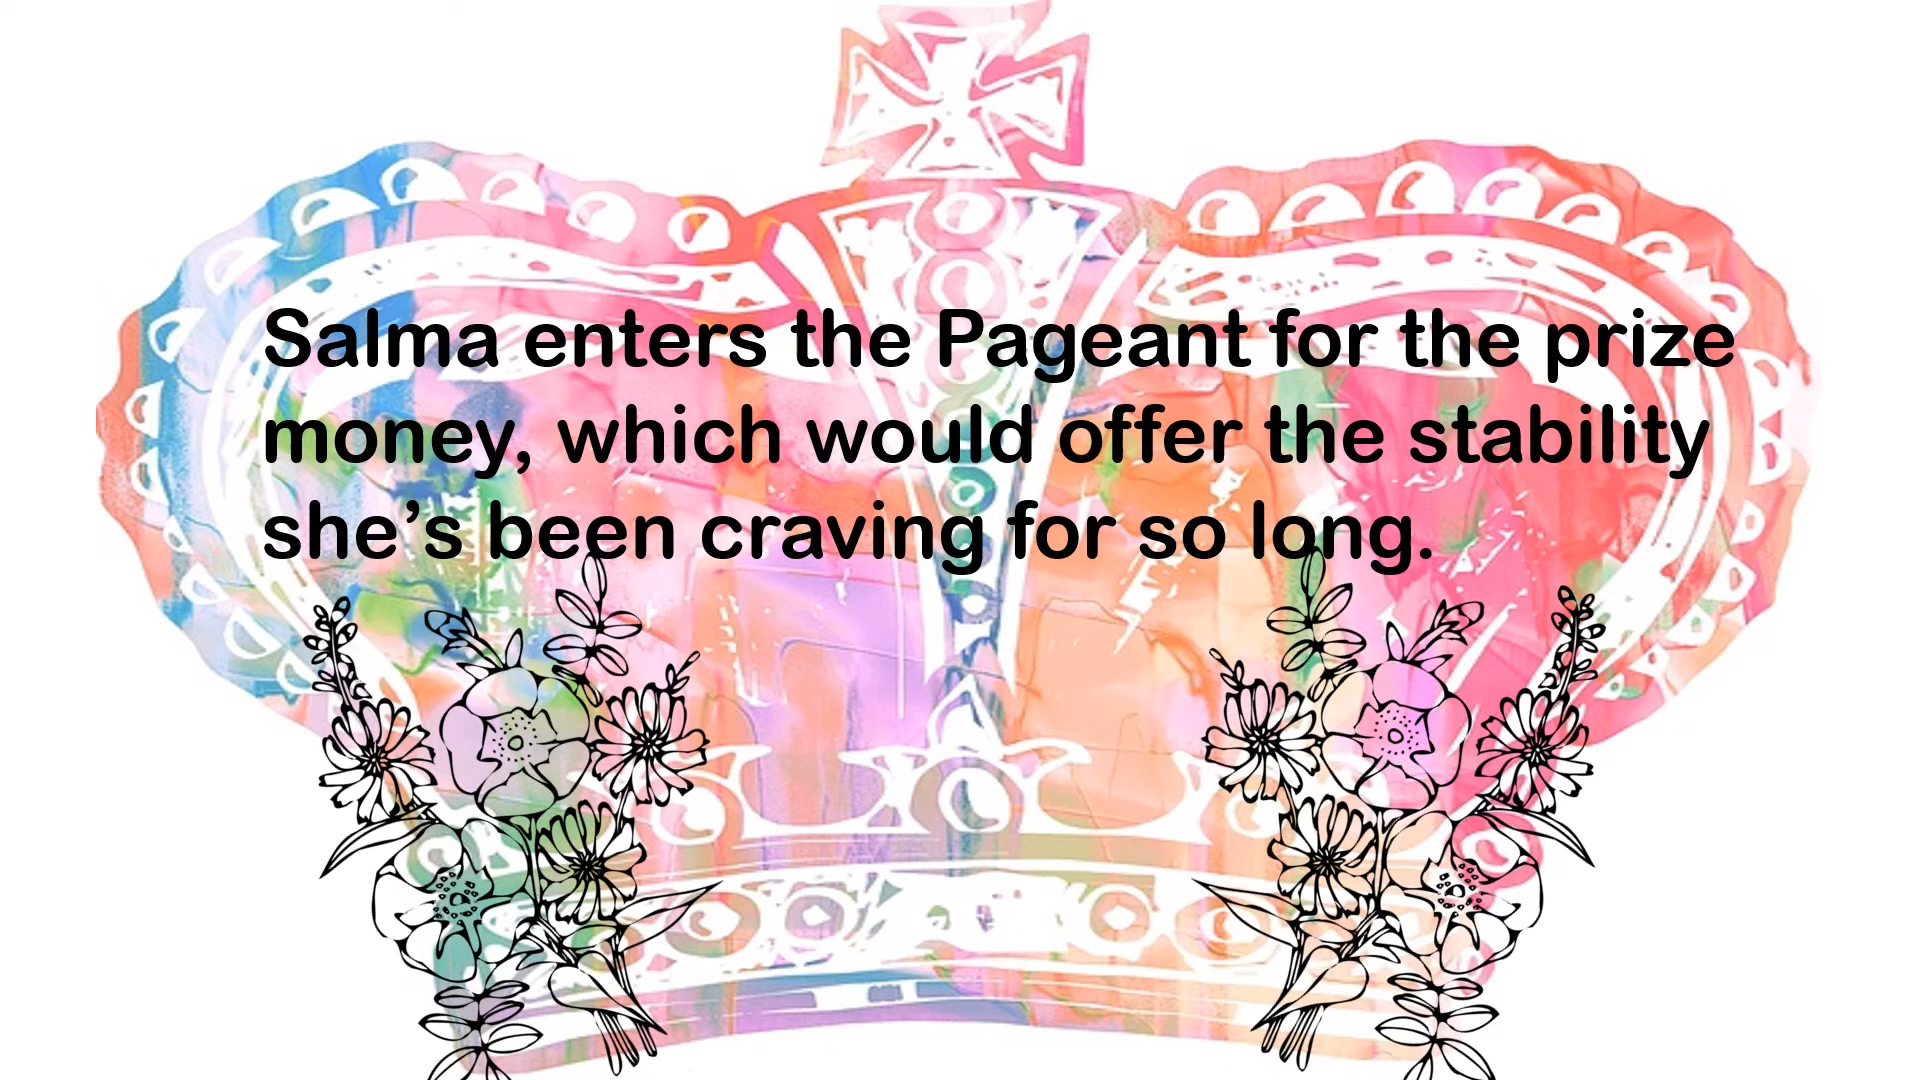 Salma enters the Pageant for the prize
money, which would offer the stability
she’s been craving for so long.